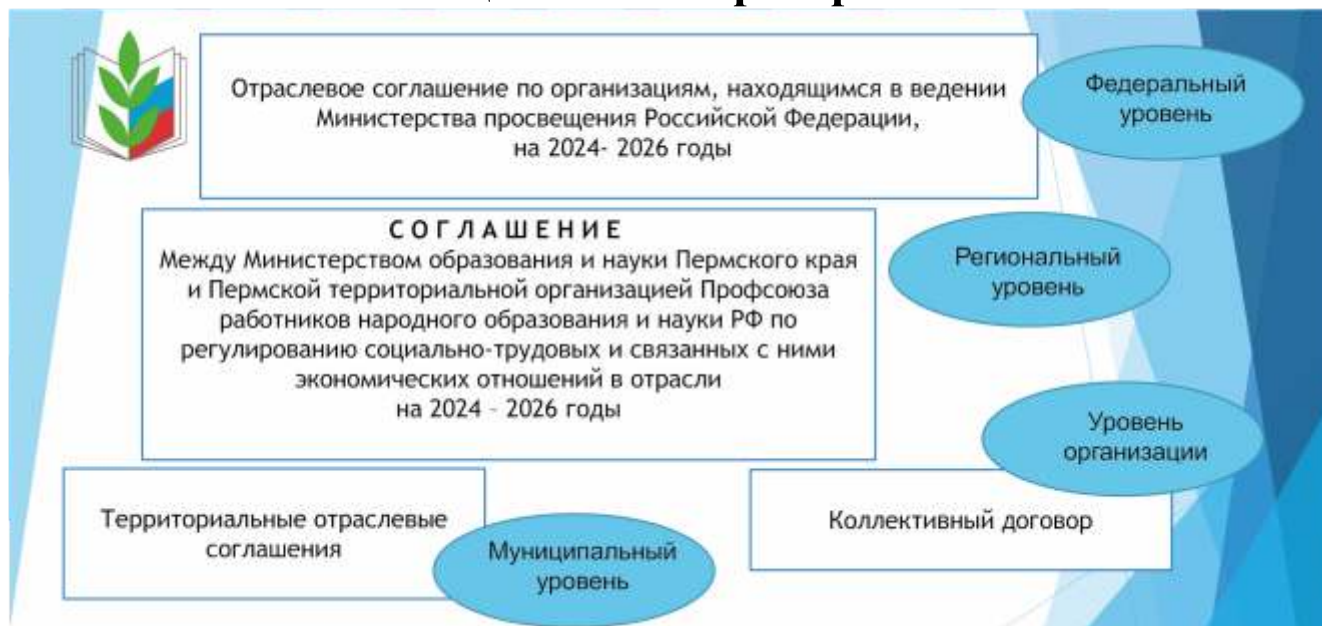 Отраслевое соглашение по организациям, находящимся в ведении
Министерства просвещения Российской Федерации,
на 2024- 2026 годы
Федеральный
уровень
С О Г Л А Ш Е Н И Е
Между Министерством образования и науки Пермского края
и Пермской территориальной организацией Профсоюза
работников народного образования и науки РФ по
регулированию социально-трудовых и связанных с ними
экономических отношений в отрасли
на 2024 – 2026 годы
Региональный
уровень
Уровень
организации
Территориальные отраслевые
соглашения
Муниципальный
уровень
Коллективный договор